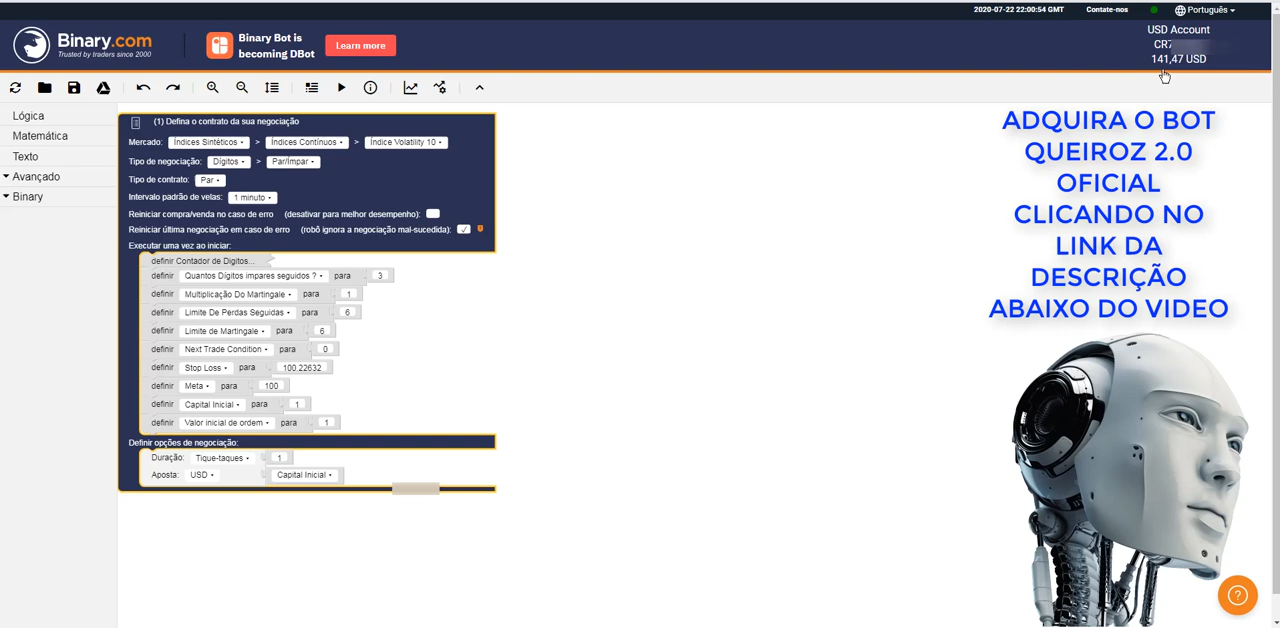 2020-07-22 22:00:54 GMT Contate-nos Português
Binary.com
Trusted by traders since 2000
Binary Bot is
becoming DBot
Learn more
USD Account
CR7
141,47 USD
Lógica
Matemática
Texto
Avançado
Binary
(1) Defina o contrato da sua negociação
Mercado: Índices Sintéticos > Índices Contínuos > Índice Volatility 10
Tipo de negociação: Dígitos > Par/Ímpar
Tipo de contrato: Par
Intervalo padrão de velas: 1 minuto
Reiniciar compra/venda no caso de erro (desativar para melhor desempenho):
Reiniciar última negociação em caso de erro (robô ignora a negociação mal-sucedida): ✓
Executar uma vez ao iniciar:
definir Contador de Digitos...
definir Quantos Dígitos impares seguidos ? para 3
definir Multiplicação Do Martingale para 1
definir Limite De Perdas Seguidas para 6
definir Limite de Martingale para 6
definir Next Trade Condition para 0
definir Stop Loss para 100,22632
definir Meta para 100
definir Capital Inicial para 1
definir Valor inicial de ordem para 1
Definir opções de negociação:
Duração: Tique-taques 1
Aposta: USD Capital Inicial
ADQUIRA O BOT
QUEIROZ 2.0
OFICIAL
CLICANDO NO
LINK DA
DESCRIÇÃO
ABAIXO DO VIDEO